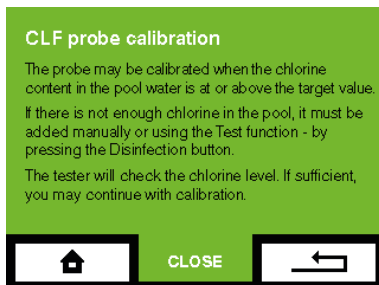 CLF probe calibration
The probe may be calibrated when the chlorine
content in the pool water is at or above the target value.
If there is not enough chlorine in the pool, it must be
added manually or using the Test function - by
pressing the Disinfection button.
The tester will check the chlorine level. If sufficient,
you may continue with calibration.
CLOSE